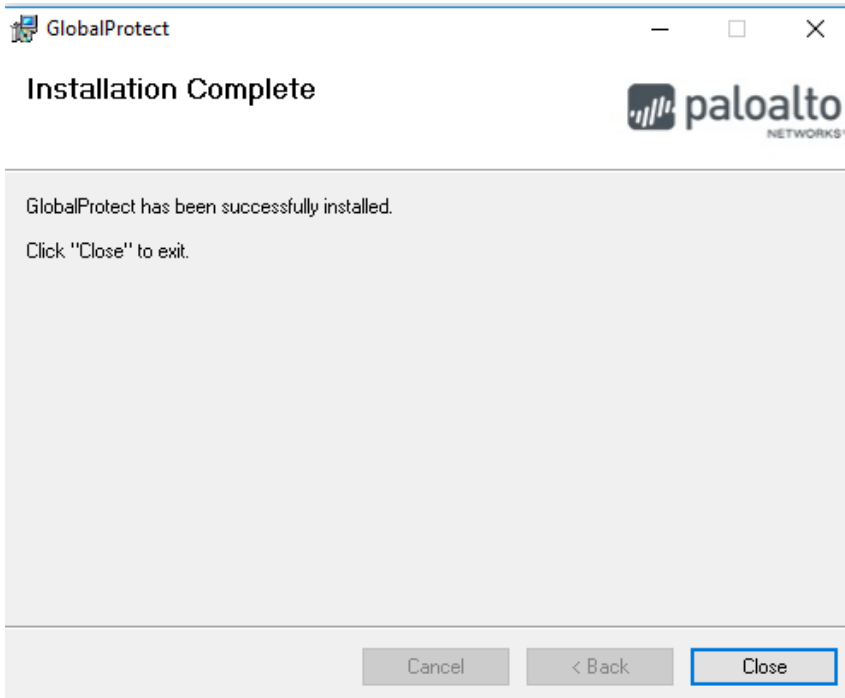 GlobalProtect
Installation Complete
paloalto
NETWORKS
GlobalProtect has been successfully installed.
Click "Close" to exit.
Cancel
< Back
Close